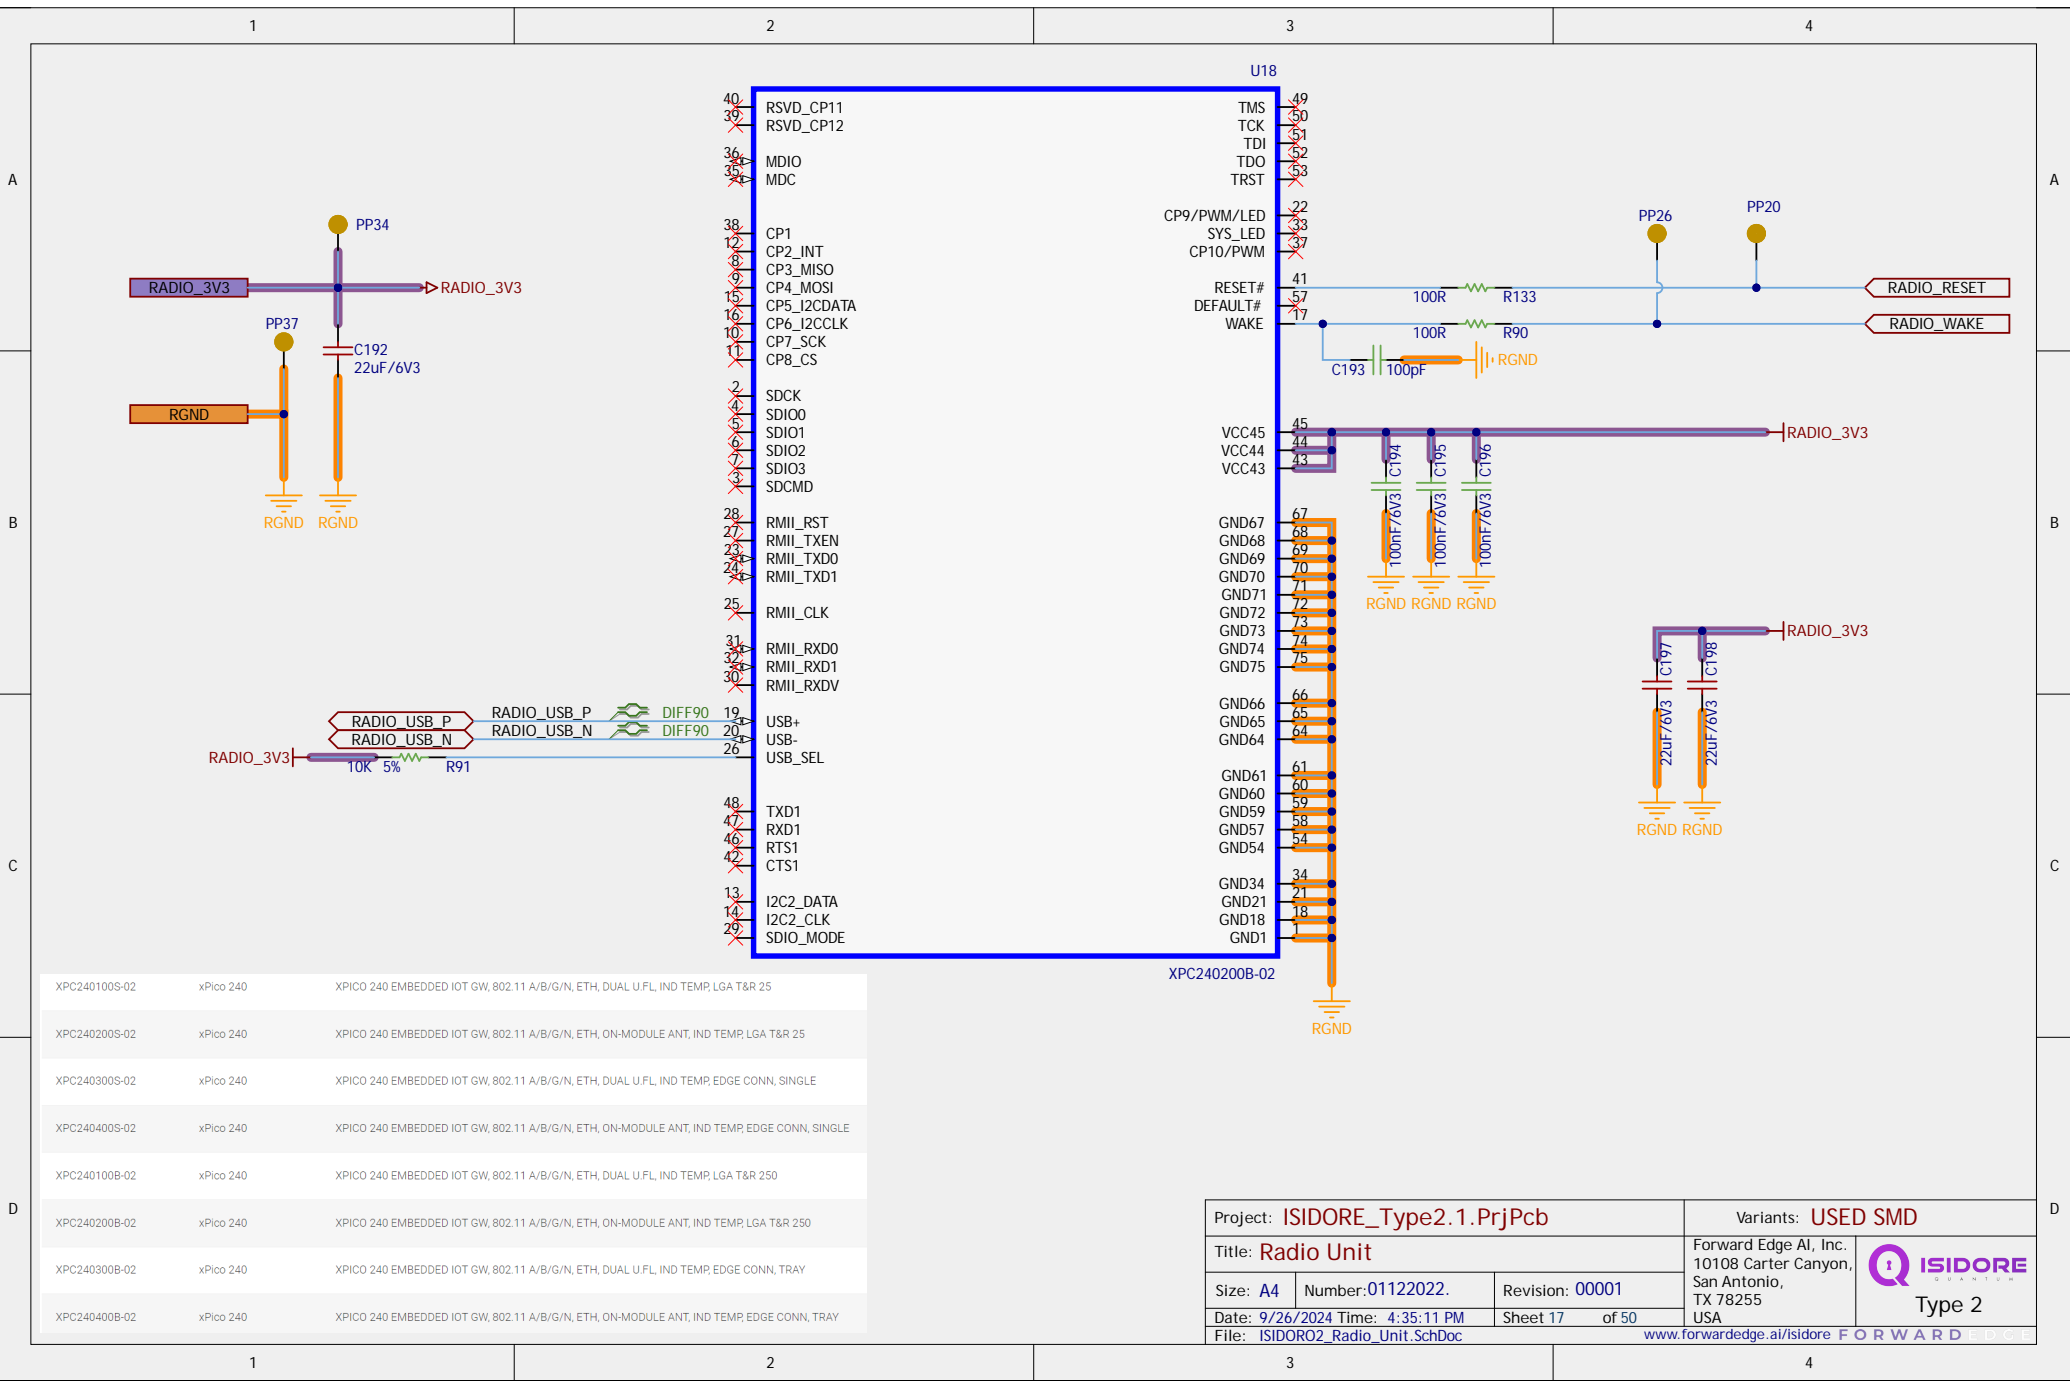 1 2 3 4
A
B
C
D
A
B
C
D
PP34
RADIO_3V3
RADIO_3V3
PP37
C192
22uF/6V3
RGND
RGND RGND
U18
40 RSVD_CP11
39 RSVD_CP12
36 MDIO
35 MDC
38 CP1
12 CP2_INT
8 CP3_MISO
9 CP4_MOSI
15 CP5_I2CDATA
16 CP6_I2CCLK
10 CP7_SCK
11 CP8_CS
2 SDCK
4 SDIO0
5 SDIO1
6 SDIO2
7 SDIO3
3 SDCMD
28 RMII_RST
27 RMII_TXEN
23 RMII_TXD0
24 RMII_TXD1
25 RMII_CLK
31 RMII_RXD0
32 RMII_RXD1
30 RMII_RXDV
RADIO_USB_P RADIO_USB_P DIFF90 19 USB+
RADIO_USB_N RADIO_USB_N DIFF90 20 USB-
RADIO_3V3 10K 5% R91 26 USB_SEL
48 TXD1
47 RXD1
46 RTS1
42 CTS1
13 I2C2_DATA
14 I2C2_CLK
29 SDIO_MODE
TMS 49
TCK 50
TDI 51
TDO 52
TRST 53
CP9/PWM/LED 22
SYS_LED 33
CP10/PWM 37
RESET# 41
DEFAULT# 57
WAKE 17
VCC45 45
VCC44 44
VCC43 43
GND67 67
GND68 68
GND69 69
GND70 70
GND71 71
GND72 72
GND73 73
GND74 74
GND75 75
GND66 66
GND65 65
GND64 64
GND61 61
GND60 60
GND59 59
GND57 58
GND54 54
GND34 34
GND21 21
GND18 18
GND1 1
XPC240200B-02
RGND
PP26 PP20
100R R133 RADIO_RESET
100R R90 RADIO_WAKE
C193 100pF RGND
RADIO_3V3
C194 C195 C196
100nF/6V3 100nF/6V3 100nF/6V3
RGND RGND RGND
RADIO_3V3
C197 C198
22uF/6V3 22uF/6V3
RGND RGND
XPC240100S-02 xPico 240 XPICO 240 EMBEDDED IOT GW, 802.11 A/B/G/N, ETH, DUAL U.FL, IND TEMP, LGA T&R 25
XPC240200S-02 xPico 240 XPICO 240 EMBEDDED IOT GW, 802.11 A/B/G/N, ETH, ON-MODULE ANT, IND TEMP, LGA T&R 25
XPC240300S-02 xPico 240 XPICO 240 EMBEDDED IOT GW, 802.11 A/B/G/N, ETH, DUAL U.FL, IND TEMP, EDGE CONN, SINGLE
XPC240400S-02 xPico 240 XPICO 240 EMBEDDED IOT GW, 802.11 A/B/G/N, ETH, ON-MODULE ANT, IND TEMP, EDGE CONN, SINGLE
XPC240100B-02 xPico 240 XPICO 240 EMBEDDED IOT GW, 802.11 A/B/G/N, ETH, DUAL U.FL, IND TEMP, LGA T&R 250
XPC240200B-02 xPico 240 XPICO 240 EMBEDDED IOT GW, 802.11 A/B/G/N, ETH, ON-MODULE ANT, IND TEMP, LGA T&R 250
XPC240300B-02 xPico 240 XPICO 240 EMBEDDED IOT GW, 802.11 A/B/G/N, ETH, DUAL U.FL, IND TEMP, EDGE CONN, TRAY
XPC240400B-02 xPico 240 XPICO 240 EMBEDDED IOT GW, 802.11 A/B/G/N, ETH, ON-MODULE ANT, IND TEMP, EDGE CONN, TRAY
Project: ISIDORE_Type2.1.PrjPcb Variants: USED SMD
Title: Radio Unit
Size: A4 Number:01122022. Revision: 00001
Date: 9/26/2024 Time: 4:35:11 PM Sheet 17 of 50
File: ISIDORO2_Radio_Unit.SchDoc
Forward Edge AI, Inc.
10108 Carter Canyon,
San Antonio,
TX 78255
USA
ISIDORE
QUANTUM
Type 2
www.forwardedge.ai/isidore FORWARDEDGE
1 2 3 4